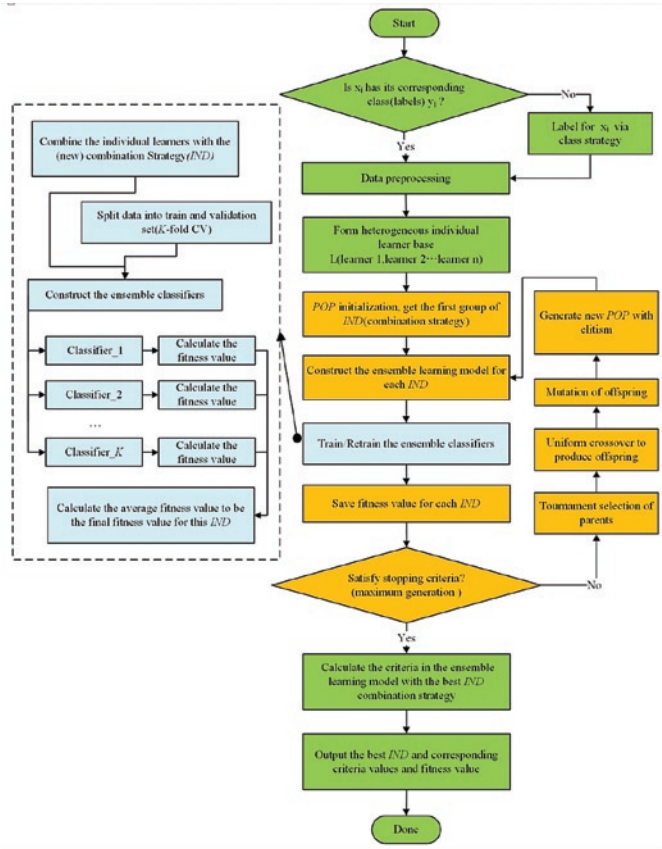 Start
Is xi has its corresponding
class(labels) yi ?
No
Label for xi via
class strategy
Yes
Data preprocessing
Form heterogeneous individual
learner base
L(learner 1,learner 2···learner n)
POP initialization, get the first group of
IND(combination strategy)
Construct the ensemble learning model for
each IND
Train/Retrain the ensemble classifiers
Save fitness value for each IND
Satisfy stopping criteria?
(maximum generation )
No
Tournament selection of
parents
Uniform crossover to
produce offspring
Mutation of offspring
Generate new POP with
elitism
Yes
Calculate the criteria in the ensemble
learning model with the best IND
combination strategy
Output the best IND and corresponding
criteria values and fitness value
Done
Combine the individual learners with the
(new) combination Strategy(IND)
Split data into train and validation
set(K-fold CV)
Construct the ensemble classifiers
Classifier_1
Calculate the
fitness value
Classifier_2
Calculate the
fitness value
...
Classifier_K
Calculate the
fitness value
Calculate the average fitness value to be
the final fitness value for this IND